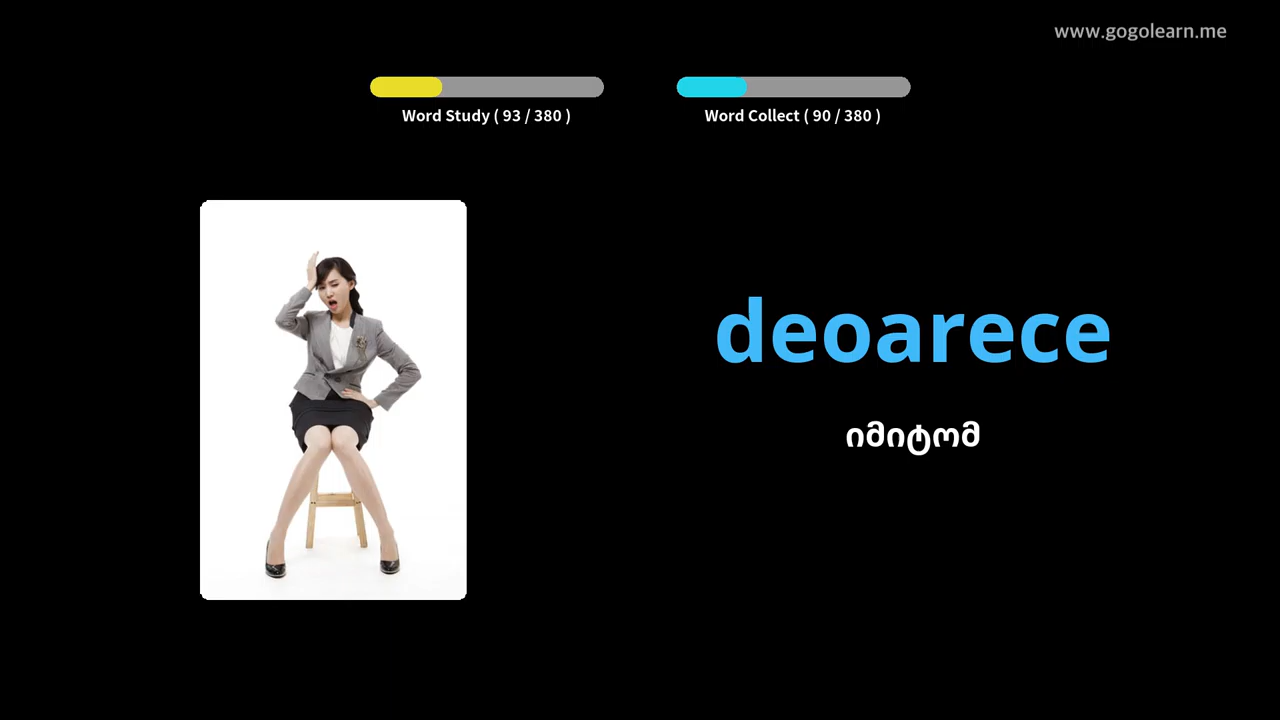 www.gogolearn.me
Word Study ( 93 / 380 )
Word Collect ( 90 / 380 )
deoarece
იმიტომ